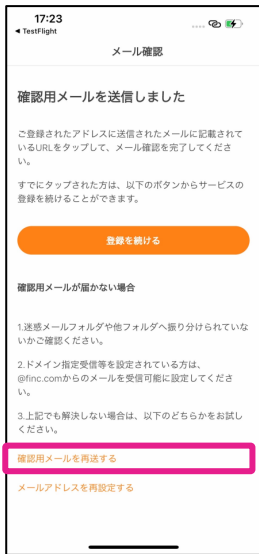 17:23
◀ TestFlight
メール確認
確認用メールを送信しました
ご登録されたアドレスに送信されたメールに記載されて
いるURLをタップして、メール確認を完了してくださ
い。
すでにタップされた方は、以下のボタンからサービスの
登録を続けることができます。
登録を続ける
確認用メールが届かない場合
1.迷惑メールフォルダや他フォルダへ振り分けられていな
いかご確認ください。
2.ドメイン指定受信等を設定されている方は、
@finc.comからのメールを受信可能に設定してくださ
い。
3.上記でも解決しない場合は、以下のどちらかをお試し
ください。
確認用メールを再送する
メールアドレスを再設定する